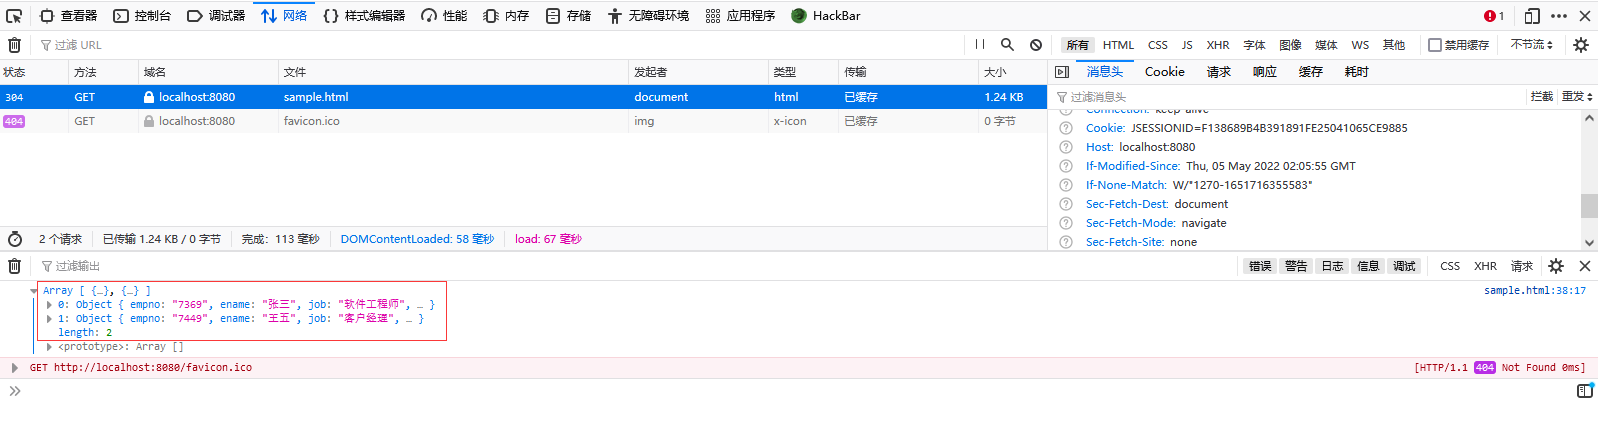 查看器 控制台 调试器 网络 样式编辑器 性能 内存 存储 无障碍环境 应用程序 HackBar 1
过滤 URL 所有 HTML CSS JS XHR 字体 图像 媒体 WS 其他 禁用缓存 不节流
状态 方法 域名 文件 发起者 类型 传输 大小
304 GET localhost:8080 sample.html document html 已缓存 1.24 KB
404 GET localhost:8080 favicon.ico img x-icon 已缓存 0 字节
2 个请求 已传输 1.24 KB / 0 字节 完成：113 毫秒 DOMContentLoaded: 58 毫秒 load: 67 毫秒
消息头 Cookie 请求 响应 缓存 耗时
过滤消息头 拦截 重发
Connection: keep-alive
Cookie: JSESSIONID=F138689B4B391891FE25041065CE9885
Host: localhost:8080
If-Modified-Since: Thu, 05 May 2022 02:05:55 GMT
If-None-Match: W/"1270-1651716355583"
Sec-Fetch-Dest: document
Sec-Fetch-Mode: navigate
Sec-Fetch-Site: none
过滤输出 错误 警告 日志 信息 调试 CSS XHR 请求
Array [ {…}, {…} ] sample.html:38:17
0: Object { empno: "7369", ename: "张三", job: "软件工程师", … }
1: Object { empno: "7449", ename: "王五", job: "客户经理", … }
length: 2
<prototype>: Array []
GET http://localhost:8080/favicon.ico [HTTP/1.1 404 Not Found 0ms]